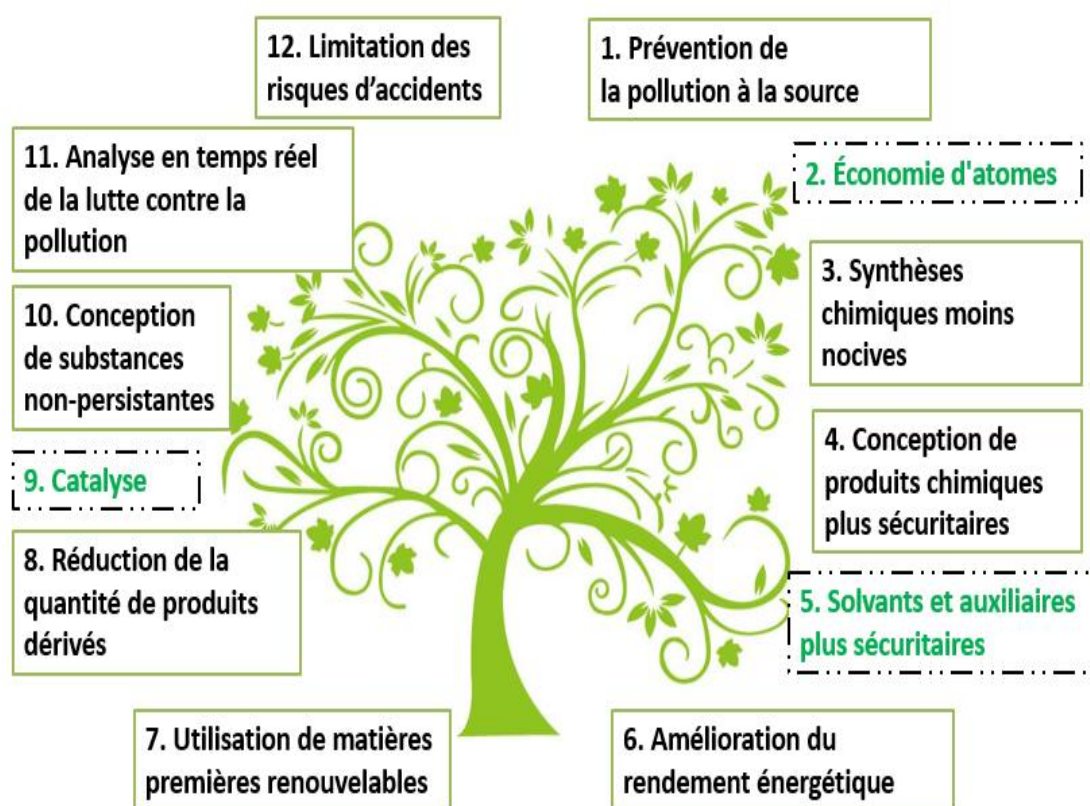 12. Limitation des
risques d’accidents
1. Prévention de
la pollution à la source
11. Analyse en temps réel
de la lutte contre la
pollution
2. Économie d'atomes
3. Synthèses
chimiques moins
nocives
10. Conception
de substances
non-persistantes
4. Conception de
produits chimiques
plus sécuritaires
9. Catalyse
8. Réduction de la
quantité de produits
dérivés
5. Solvants et auxiliaires
plus sécuritaires
7. Utilisation de matières
premières renouvelables
6. Amélioration du
rendement énergétique